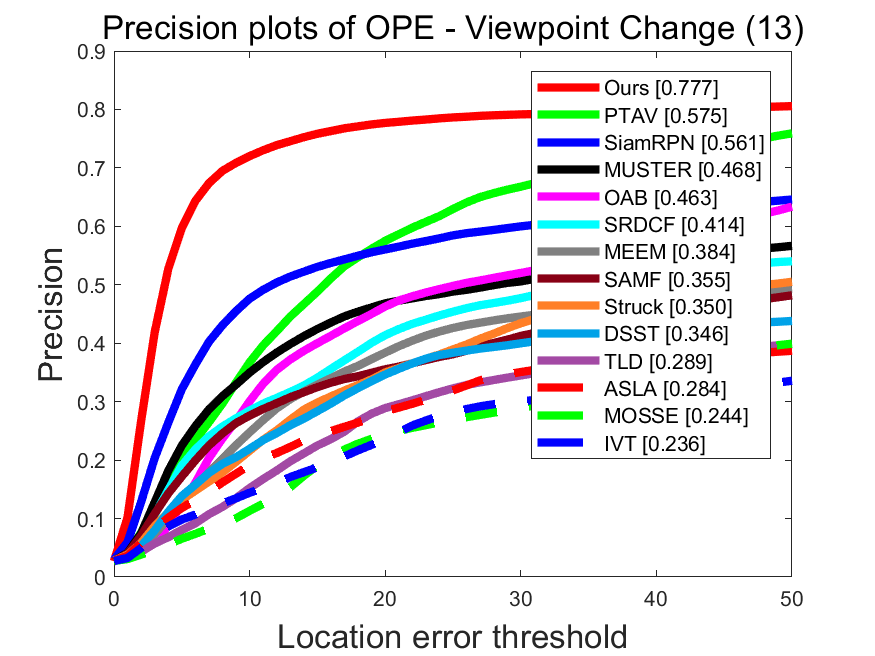 Precision plots of OPE - Viewpoint Change (13)
0.9
0.8
0.7
0.6
0.5
0.4
0.3
0.2
0.1
0
Precision
Ours [0.777]
PTAV [0.575]
SiamRPN [0.561]
MUSTER [0.468]
OAB [0.463]
SRDCF [0.414]
MEEM [0.384]
SAMF [0.355]
Struck [0.350]
DSST [0.346]
TLD [0.289]
ASLA [0.284]
MOSSE [0.244]
IVT [0.236]
0 10 20 30 40 50
Location error threshold